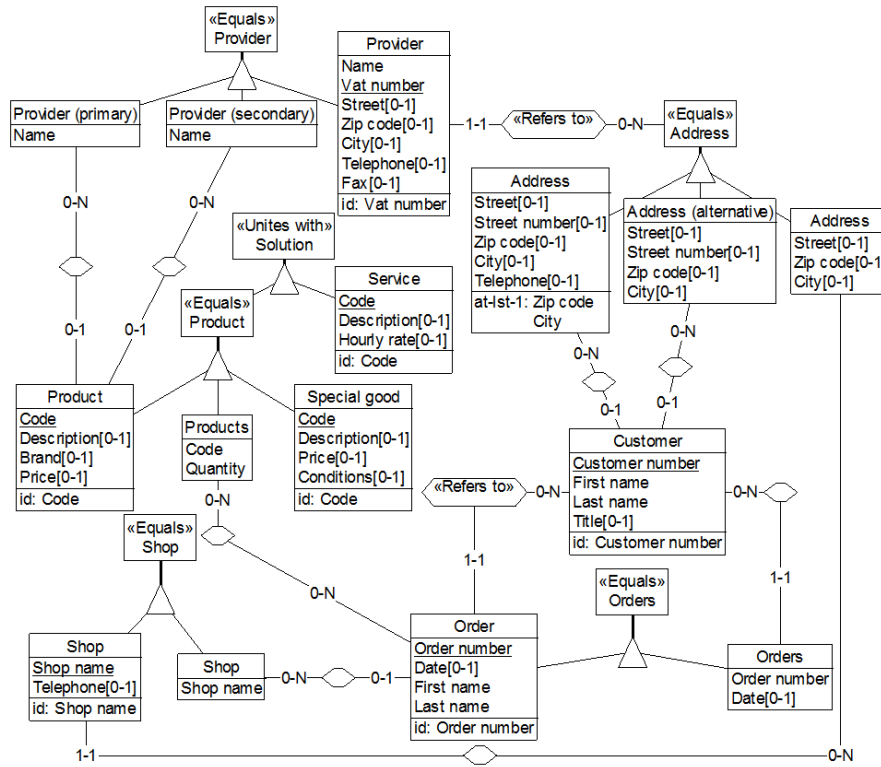 «Equals»
Provider
Provider
Name
Vat number
Street[0-1]
Zip code[0-1]
City[0-1]
Telephone[0-1]
Fax[0-1]
id: Vat number
Provider (primary)
Name
Provider (secondary)
Name
1-1
«Refers to»
0-N
«Equals»
Address
Address
Street[0-1]
Street number[0-1]
Zip code[0-1]
City[0-1]
Telephone[0-1]
at-lst-1: Zip code
City
Address (alternative)
Street[0-1]
Street number[0-1]
Zip code[0-1]
City[0-1]
Address
Street[0-1]
Zip code[0-1]
City[0-1]
0-N
0-N
«Unites with»
Solution
Service
Code
Description[0-1]
Hourly rate[0-1]
id: Code
«Equals»
Product
0-1
0-1
0-N
0-N
0-1
0-1
Product
Code
Description[0-1]
Brand[0-1]
Price[0-1]
id: Code
Products
Code
Quantity
Special good
Code
Description[0-1]
Price[0-1]
Conditions[0-1]
id: Code
Customer
Customer number
First name
Last name
Title[0-1]
id: Customer number
«Refers to»
0-N
0-N
0-N
1-1
1-1
«Equals»
Shop
0-N
«Equals»
Orders
Shop
Shop name
Telephone[0-1]
id: Shop name
Shop
Shop name
0-N
0-1
Order
Order number
Date[0-1]
First name
Last name
id: Order number
Orders
Order number
Date[0-1]
1-1
0-N